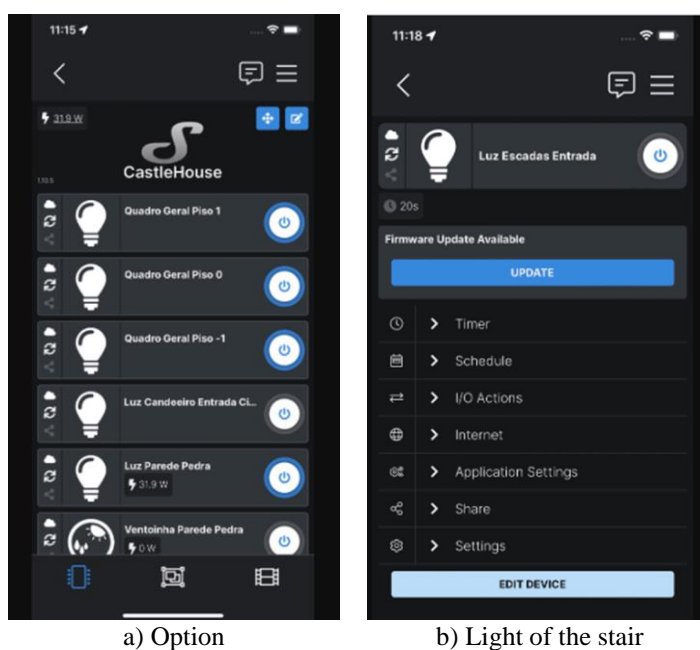 11:15
31.9 W
CastleHouse
1.10.5
Quadro Geral Piso 1
Quadro Geral Piso 0
Quadro Geral Piso -1
Luz Candeeiro Entrada Ci...
Luz Parede Pedra
31.9 W
Ventoinha Parede Pedra
0 W
a) Option
11:18
Luz Escadas Entrada
20s
Firmware Update Available
UPDATE
Timer
Schedule
I/O Actions
Internet
Application Settings
Share
Settings
EDIT DEVICE
b) Light of the stair